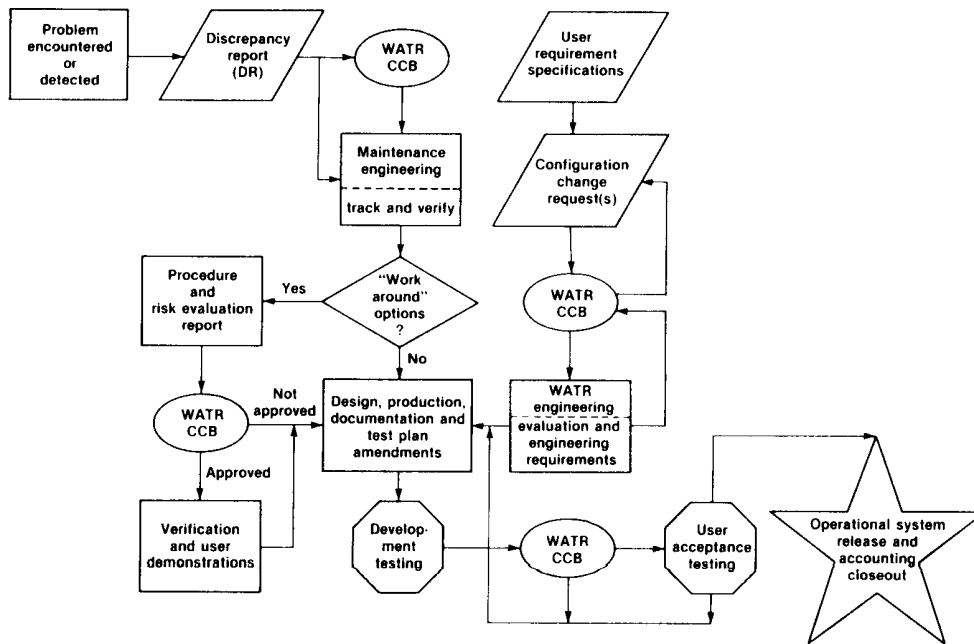 Problem
encountered
or
detected
Discrepancy
report
(DR)
WATR
CCB
User
requirement
specifications
Maintenance
engineering
track and verify
Configuration
change
request(s)
Procedure
and
risk evaluation
report
Yes
"Work
around"
options
?
No
WATR
CCB
WATR
CCB
Not
approved
Approved
Design, production,
documentation and
test plan
amendments
WATR
engineering
evaluation and
engineering
requirements
Verification
and user
demonstrations
Develop-
ment
testing
WATR
CCB
User
acceptance
testing
Operational system
release and
accounting
closeout